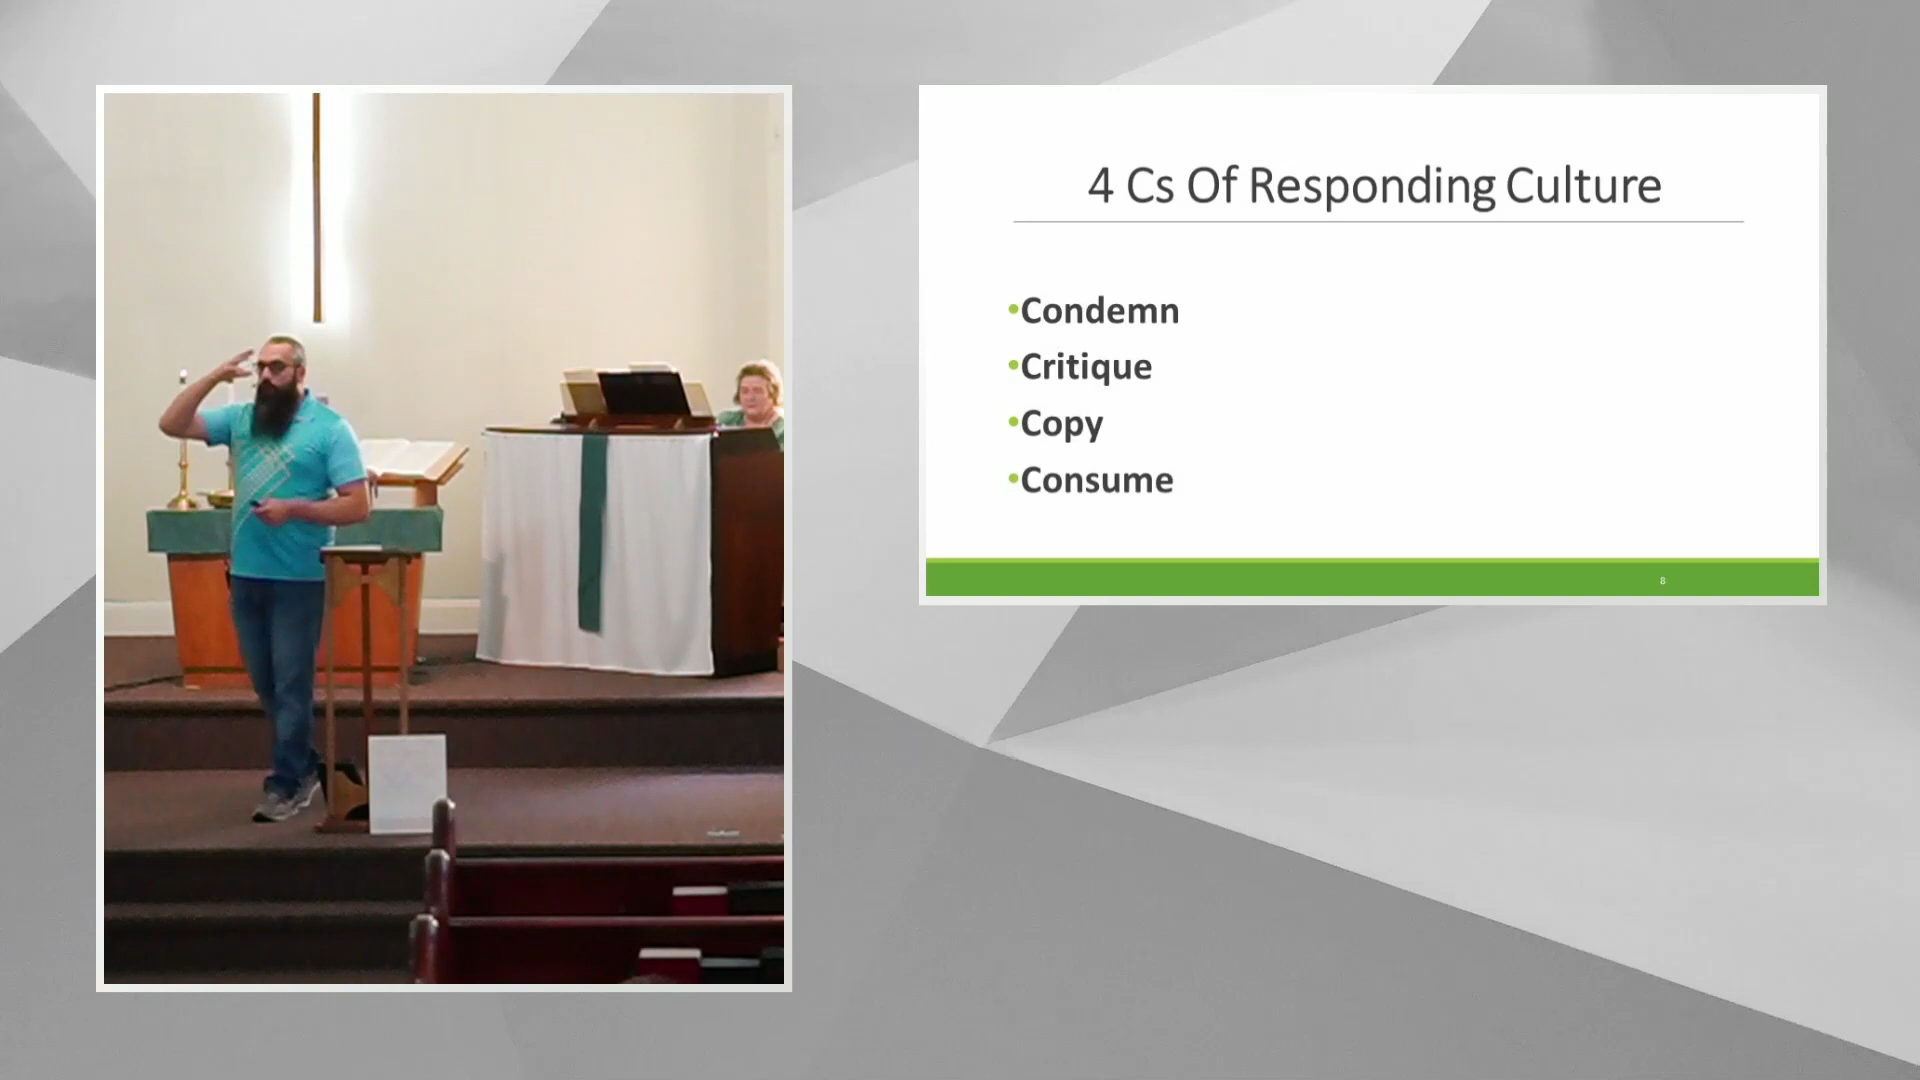 4 Cs Of Responding Culture
•Condemn
•Critique
•Copy
•Consume
8